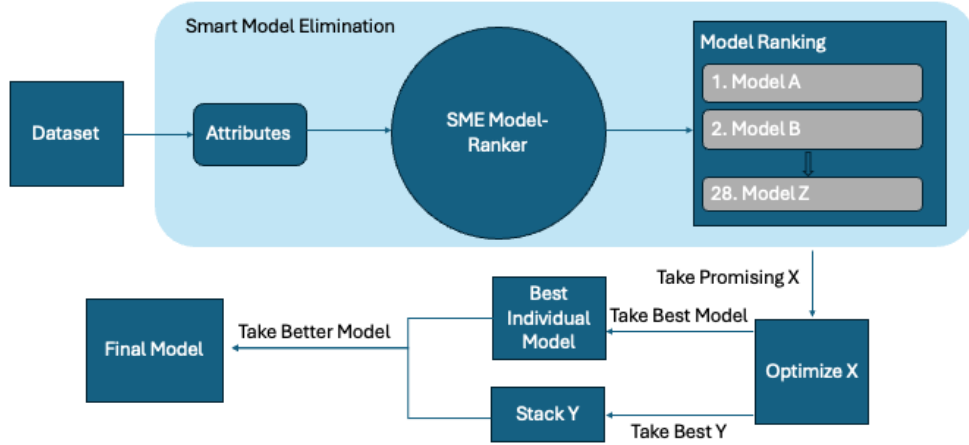 Smart Model Elimination
Model Ranking
1. Model A
Dataset
Attributes
SME Model-
Ranker
2. Model B
28. Model Z
Take Promising X
Best
Individual
Model
Take Best Model
Final Model
Take Better Model
Optimize X
Stack Y
Take Best Y